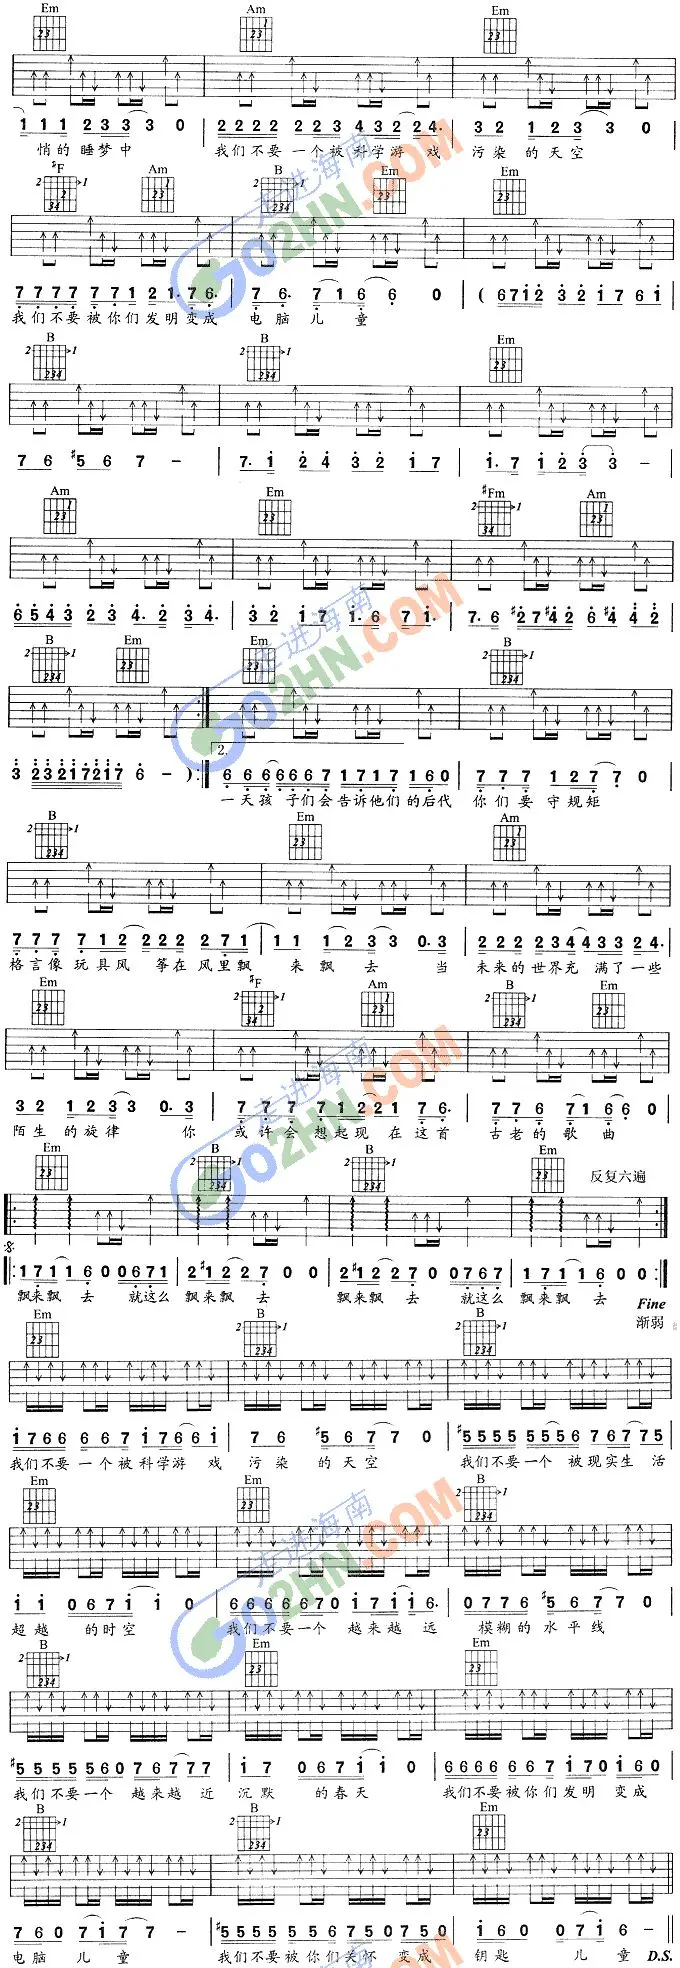 Em Am Em
1 1 1 2 3 3 3 0 | 2 2 2 2 2 2 3 4 3 2 2 4. | 3 2 1 2 3 3 0
悄的睡梦中 我们不要一个被科学游戏 污染的天空
#F Am B Em Em
7 7 7 7 7 7 1 2 1. 7 6. | 7 6. 7 1 6 6 0 | ( 6 7 1 2 3 2 1 7 6 1
我们不要被你们发明变成 电脑儿童
B B Em
7 6 #5 6 7 – | 7. 1 2 4 3 2 1 7 | 1. 7 1 2 3 3 –
Am Em #Fm Am
6 5 4 3 2 3 4. 2 3 4. | 3 2 1 7 1. 6 7 1. | 7. 6 #2 7 #4 2 6 #4 4 2
B Em Em B
3 2 3 2 1 7 2 1 7 6 – ) :|| 2. 6 6 6 6 6 6 7 1 7 1 7 1 6 0 | 7 7 7 1 2 7 7 0
一天孩子们会告诉他们的后代 你们要守规矩
B Em Am
7 7 7 7 1 2 2 2 2 2 7 1 | 1 1 1 2 3 3 0. 3 | 2 2 2 2 3 4 4 3 3 2 4.
格言像玩具风筝在风里飘 来飘去 当 未来的世界充满了一些
Em #F Am B Em
3 2 1 2 3 3 0. 3 | 7 7 7 1 1 2 2 1 7 6. | 7 7 6 7 1 6 6 0
陌生的旋律 你 或许会想起现在这首 古老的歌曲
Em B B Em 反复六遍
||: 1 7 1 1 6 0 0 6 7 1 | 2 #1 2 2 7 0 0 | 2 #1 2 2 7 0 0 7 6 7 | 1 7 1 1 6 0 0 :||
飘来飘去 就这么 飘来飘去 飘来飘去 就这么 飘来飘去 Fine
渐弱
Em B B
1 7 6 6 6 6 7 1 7 6 6 1 | 7 6 #5 6 7 7 0 | #5 5 5 5 5 5 5 6 7 6 7 7 5
我们不要一个被科学游戏 污染的天空 我们不要一个被现实生活
Em Em B
1 1 0 6 7 1 1 0 | 6 6 6 6 6 7 0 1 7 1 1 6. | 0 7 7 6 #5 6 7 7 0
超越的时空 我们不要一个越来越远 模糊的水平线
B Em Em
#5 5 5 5 5 6 0 7 6 7 7 7 | 1 7 0 6 7 1 1 0 | 6 6 6 6 6 6 7 1 7 0 1 6 0
我们不要一个越来越近 沉默的春天 我们不要被你们发明变成
B B Em
7 6 0 7 1 7 7 – | #5 5 5 5 5 5 6 7 5 0 7 5 0 | 1 6 0 0 7 1 6 –
电脑儿童 我们不要被你们关怀变成 钥匙儿童 D.S.
走进海南
GO2HN.COM